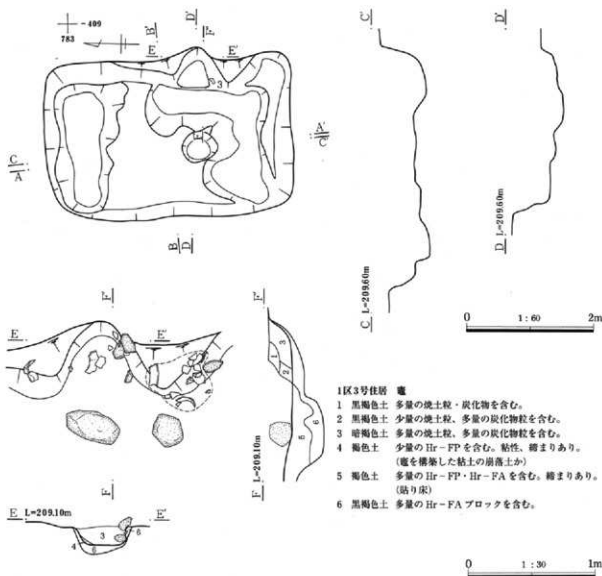 -409
783
B'
D'
F'
E
E'
3
C
A
A'
C'
B
D
C'
D'
C L=209.60m
D L=209.60m
0 1:60 2m
F'
E
E'
F
F'
1
3
2
5
6
F L=209.10m
E L=209.10m
E'
3
4
6
6
1区3号住居 竈
1 黒褐色土 多量の焼土粒・炭化物を含む。
2 黒褐色土 少量の焼土粒、多量の炭化物粒を含む。
3 暗褐色土 多量の焼土粒、多量の炭化物粒を含む。
4 褐色土 少量のHr-FPを含む。粘性、締まりあり。
(竈を構築した粘土の崩落土か)
5 褐色土 多量のHr-FP・Hr-FAを含む。締まりあり。
(貼り床)
6 黒褐色土 多量のHr-FAブロックを含む。
0 1:30 1m